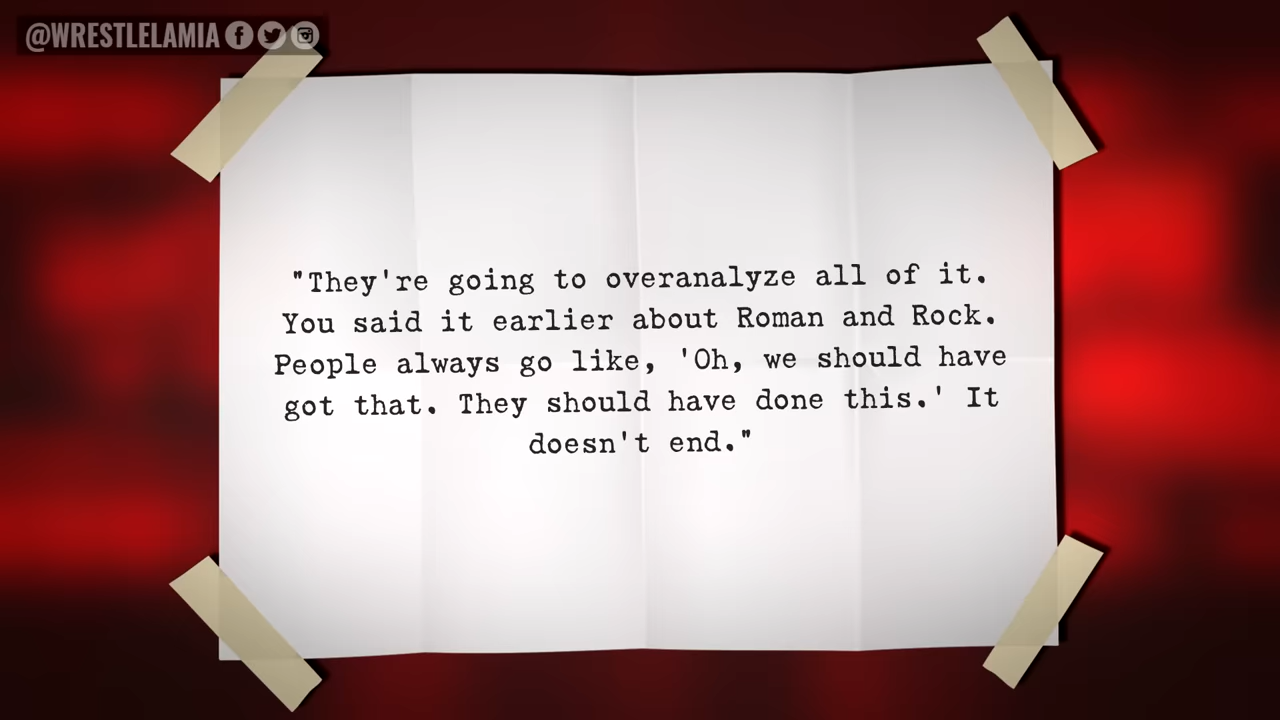 @WRESTLELAMIA
"They're going to overanalyze all of it.
You said it earlier about Roman and Rock.
People always go like, 'Oh, we should have
got that. They should have done this.' It
doesn't end."